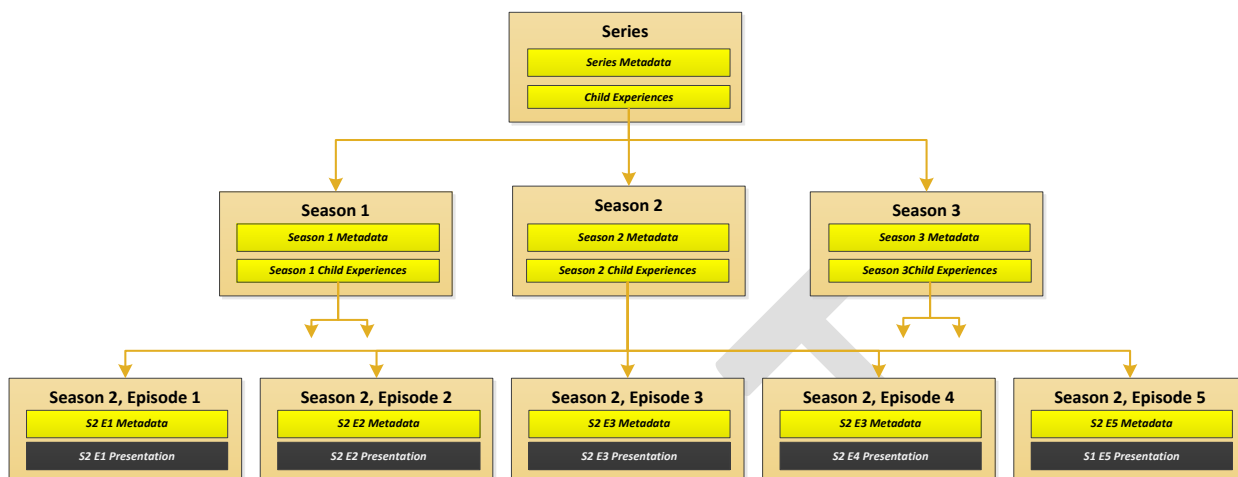 Series
Series Metadata
Child Experiences
Season 1
Season 1 Metadata
Season 1 Child Experiences
Season 2
Season 2 Metadata
Season 2 Child Experiences
Season 3
Season 3 Metadata
Season 3Child Experiences
Season 2, Episode 1
S2 E1 Metadata
S2 E1 Presentation
Season 2, Episode 2
S2 E2 Metadata
S2 E2 Presentation
Season 2, Episode 3
S2 E3 Metadata
S2 E3 Presentation
Season 2, Episode 4
S2 E3 Metadata
S2 E4 Presentation
Season 2, Episode 5
S2 E5 Metadata
S1 E5 Presentation